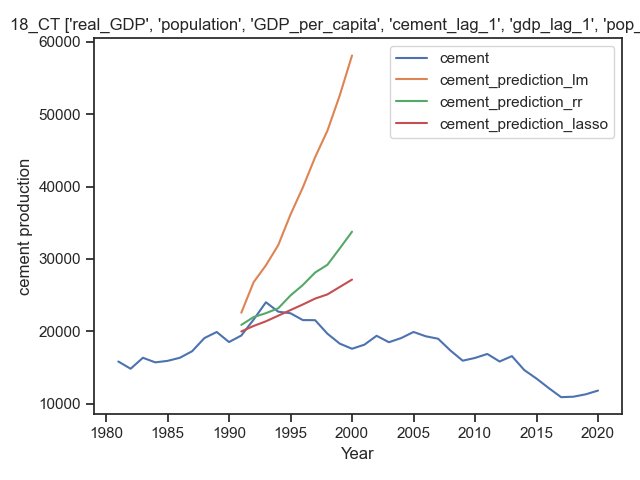 18_CT ['real_GDP', 'population', 'GDP_per_capita', 'cement_lag_1', 'gdp_lag_1', 'pop_
cement
cement_prediction_lm
cement_prediction_rr
cement_prediction_lasso
cement production
60000
50000
40000
30000
20000
10000
1980 1985 1990 1995 2000 2005 2010 2015 2020
Year